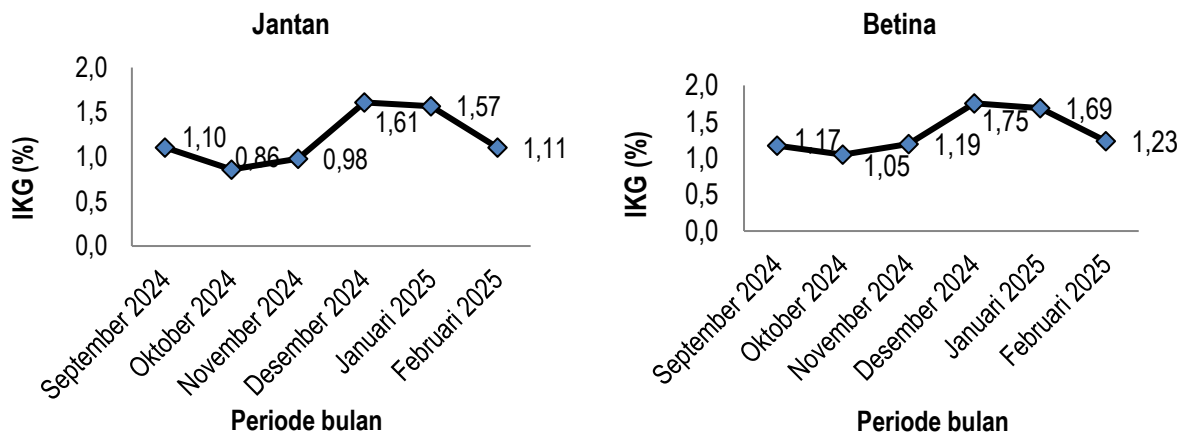 Jantan
IKG (%)
2,0
1,5
1,0
0,5
0,0
1,10
0,86
0,98
1,61
1,57
1,11
September 2024
Oktober 2024
November 2024
Desember 2024
Januari 2025
Februari 2025
Periode bulan
Betina
IKG (%)
2,0
1,5
1,0
0,5
0,0
1,17
1,05
1,19
1,75
1,69
1,23
September 2024
Oktober 2024
November 2024
Desember 2024
Januari 2025
Februari 2025
Periode bulan